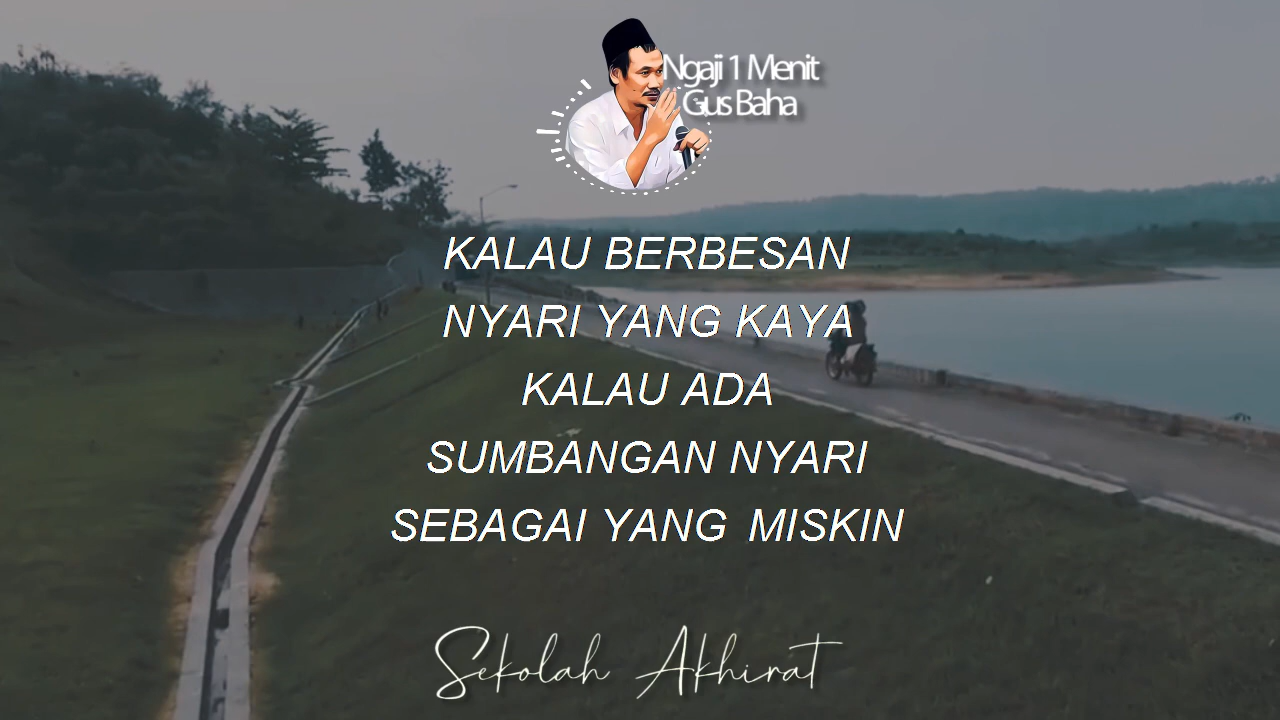 Ngaji 1 Menit
Gus Baha
KALAU BERBESAN
NYARI YANG KAYA
KALAU ADA
SUMBANGAN NYARI
SEBAGAI YANG MISKIN
Sekolah Akhirat